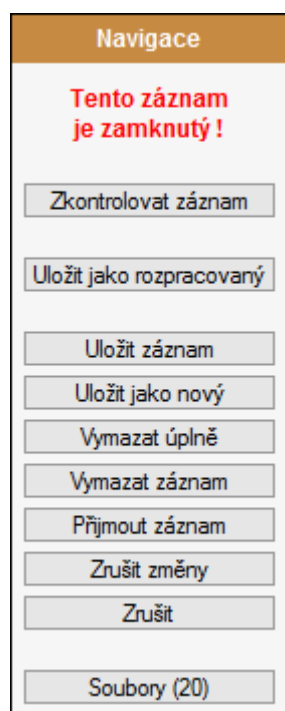 Navigace
Tento záznam
je zamknutý !
Zkontrolovat záznam
Uložit jako rozpracovaný
Uložit záznam
Uložit jako nový
Vymazat úplně
Vymazat záznam
Přijmout záznam
Zrušit změny
Zrušit
Soubory (20)